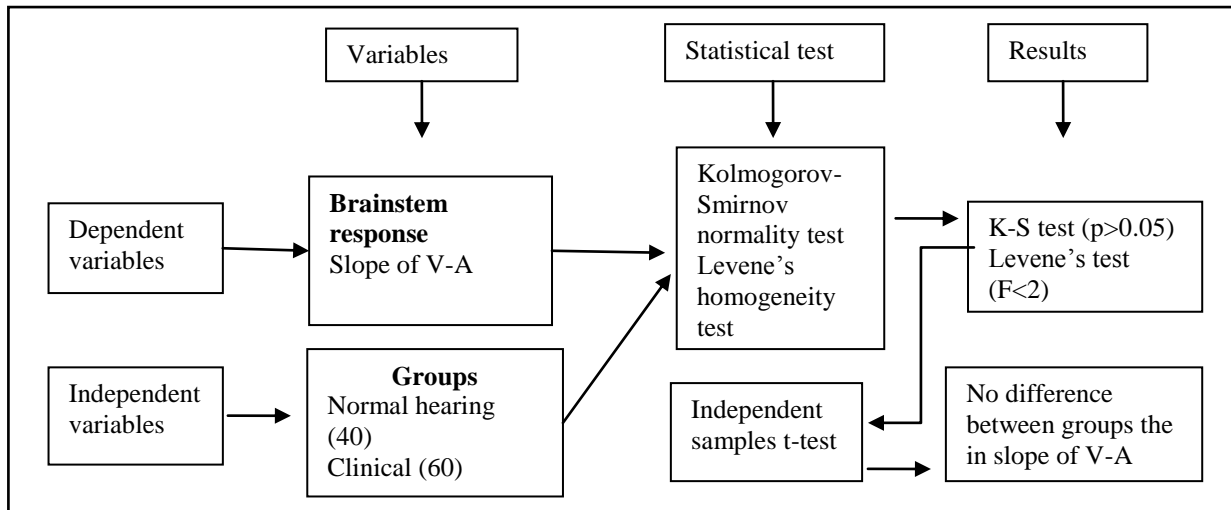 Variables
Statistical test
Results
Dependent
variables
Brainstem
response
Slope of V-A
Kolmogorov-
Smirnov
normality test
Levene's
homogeneity
test
K-S test (p>0.05)
Levene's test
(F<2)
Independent
variables
Groups
Normal hearing
(40)
Clinical (60)
Independent
samples t-test
No difference
between groups the
in slope of V-A